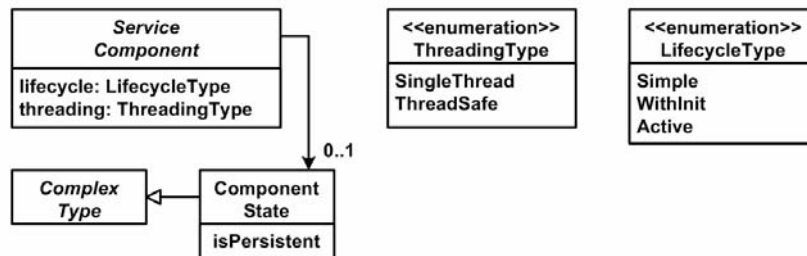 Service
Component
lifecycle: LifecycleType
threading: ThreadingType
<<enumeration>>
ThreadingType
SingleThread
ThreadSafe
<<enumeration>>
LifecycleType
Simple
WithInit
Active
0..1
Complex
Type
Component
State
isPersistent